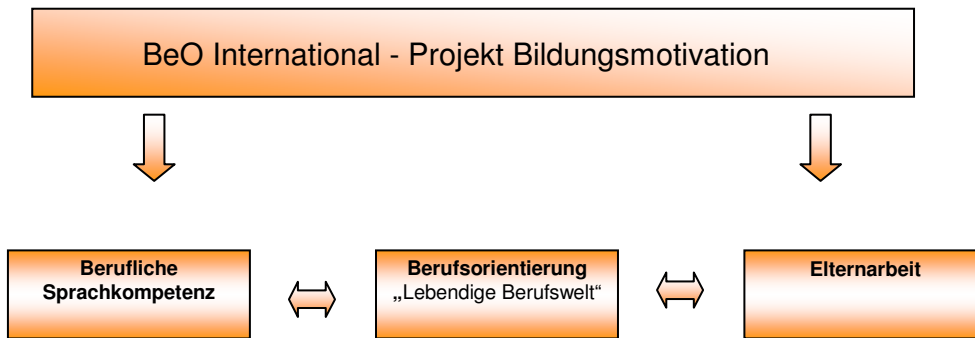 BeO International - Projekt Bildungsmotivation
Berufliche
Sprachkompetenz
Berufsorientierung
„Lebendige Berufswelt“
Elternarbeit